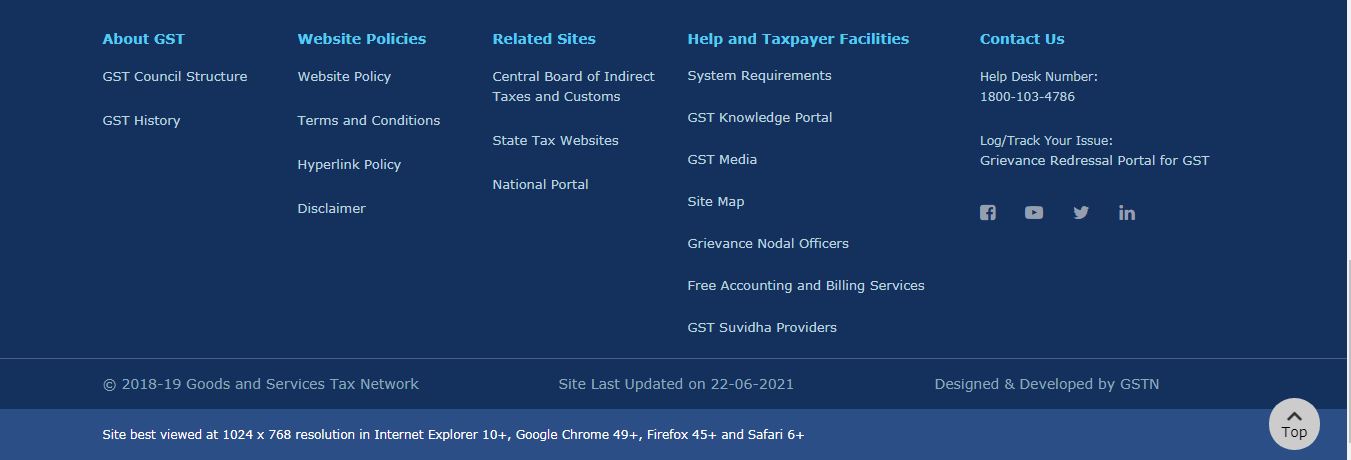 About GST
GST Council Structure
GST History
Website Policies
Website Policy
Terms and Conditions
Hyperlink Policy
Disclaimer
Related Sites
Central Board of Indirect
Taxes and Customs
State Tax Websites
National Portal
Help and Taxpayer Facilities
System Requirements
GST Knowledge Portal
GST Media
Site Map
Grievance Nodal Officers
Free Accounting and Billing Services
GST Suvidha Providers
Contact Us
Help Desk Number:
1800-103-4786
Log/Track Your Issue:
Grievance Redressal Portal for GST
© 2018-19 Goods and Services Tax Network
Site Last Updated on 22-06-2021
Designed & Developed by GSTN
Site best viewed at 1024 x 768 resolution in Internet Explorer 10+, Google Chrome 49+, Firefox 45+ and Safari 6+
Top